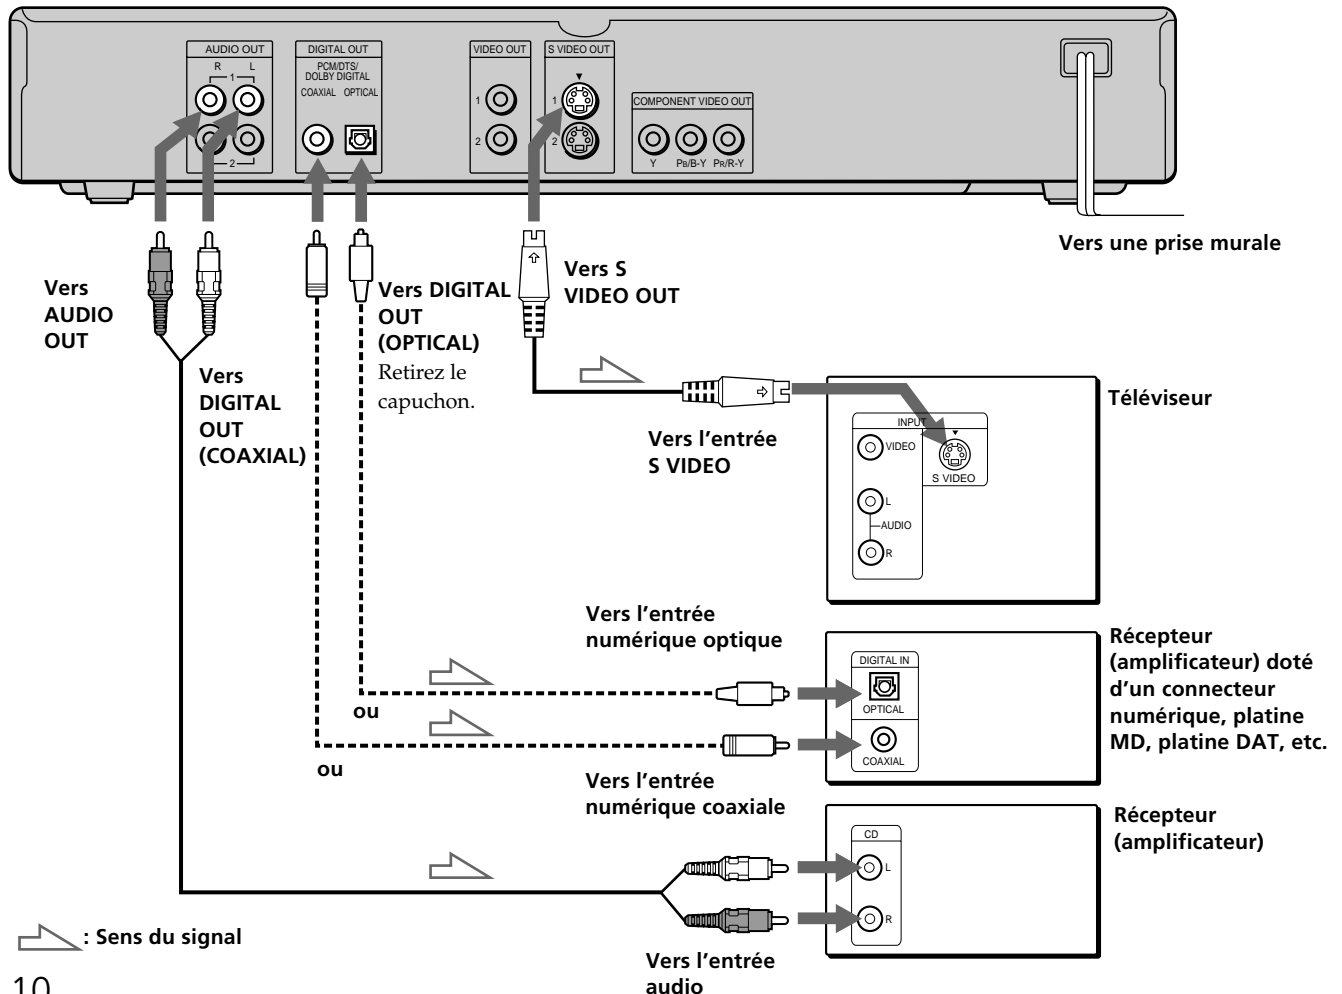 AUDIO OUT
R L
1
2
DIGITAL OUT
PCM/DTS/
DOLBY DIGITAL
COAXIAL OPTICAL
VIDEO OUT
1
2
S VIDEO OUT
1
2
COMPONENT VIDEO OUT
Y PB/B-Y PR/R-Y
Vers une prise murale
Vers
AUDIO
OUT
Vers
DIGITAL
OUT
(COAXIAL)
Vers DIGITAL
OUT
(OPTICAL)
Retirez le
capuchon.
Vers S
VIDEO OUT
Vers l'entrée
S VIDEO
Téléviseur
INPUT
VIDEO
S VIDEO
L
AUDIO
R
Vers l'entrée
numérique optique
ou
ou
Vers l'entrée
numérique coaxiale
DIGITAL IN
OPTICAL
COAXIAL
Récepteur
(amplificateur) doté
d'un connecteur
numérique, platine
MD, platine DAT, etc.
Récepteur
(amplificateur)
CD
L
R
Vers l'entrée
audio
: Sens du signal
10